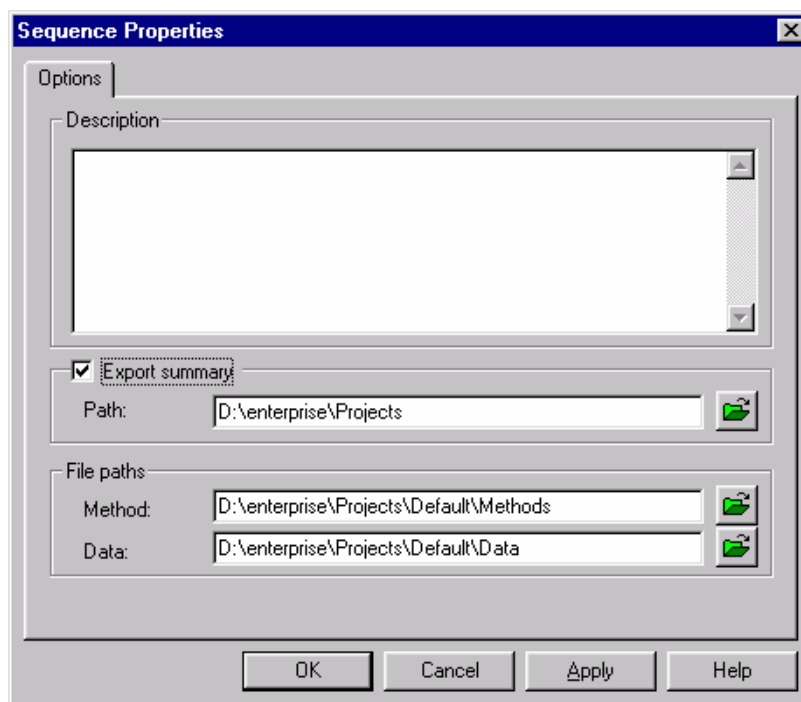 Sequence Properties
Options
Description
Export summary
Path: D:\enterprise\Projects
File paths
Method: D:\enterprise\Projects\Default\Methods
Data: D:\enterprise\Projects\Default\Data
OK Cancel Apply Help